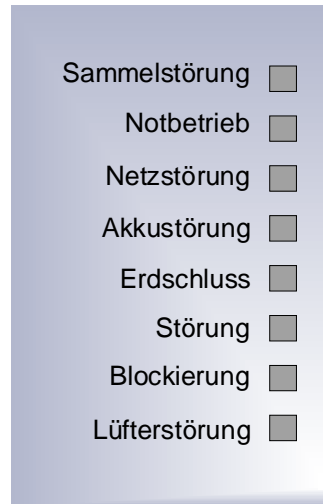 Sammelstörung
Notbetrieb
Netzstörung
Akkustörung
Erdschluss
Störung
Blockierung
Lüfterstörung